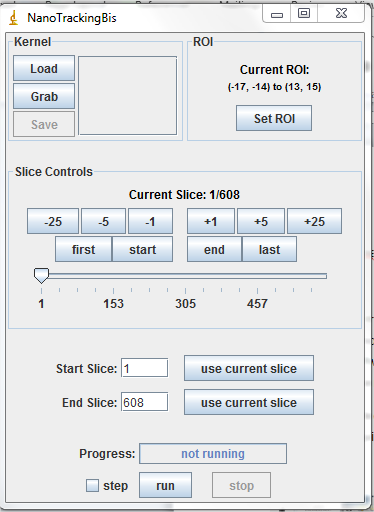 NanoTrackingBis
Kernel
ROI
Load
Grab
Save
Current ROI:
(-17, -14) to (13, 15)
Set ROI
Slice Controls
Current Slice: 1/608
-25 -5 -1 +1 +5 +25
first start end last
1 153 305 457
Start Slice: 1 use current slice
End Slice: 608 use current slice
Progress: not running
step run stop